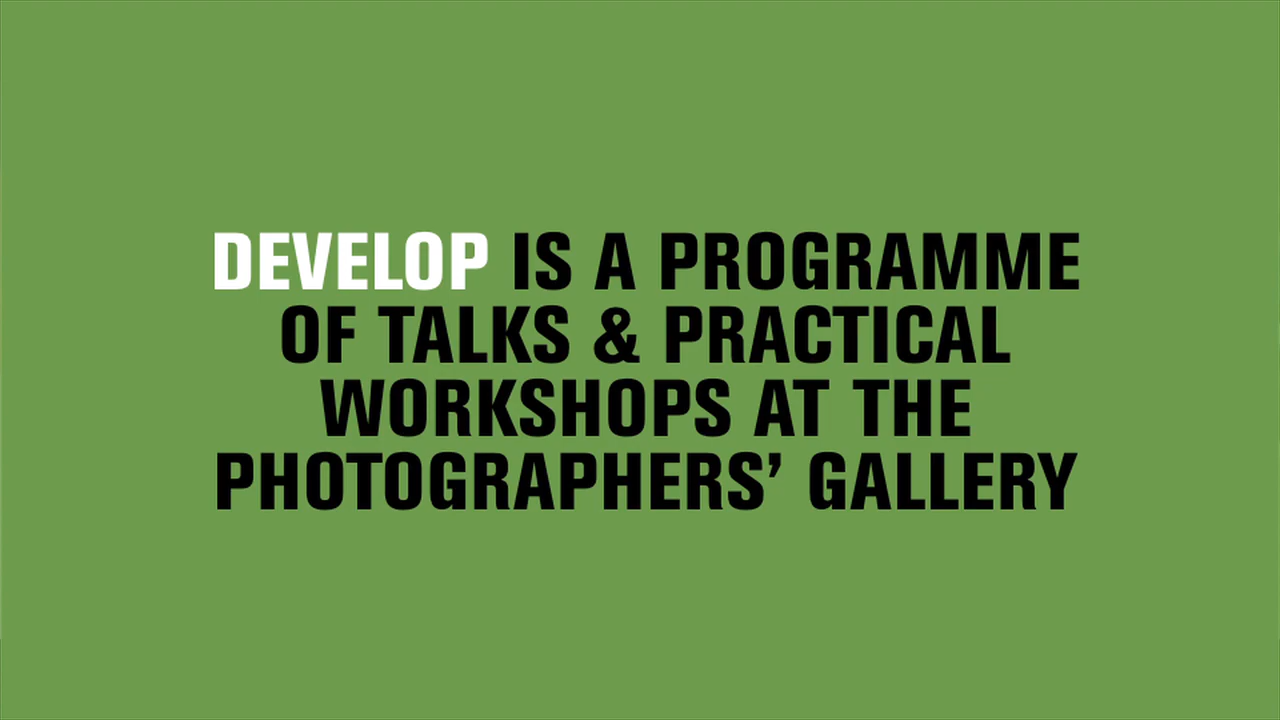 DEVELOP IS A PROGRAMME
OF TALKS & PRACTICAL
WORKSHOPS AT THE
PHOTOGRAPHERS’ GALLERY